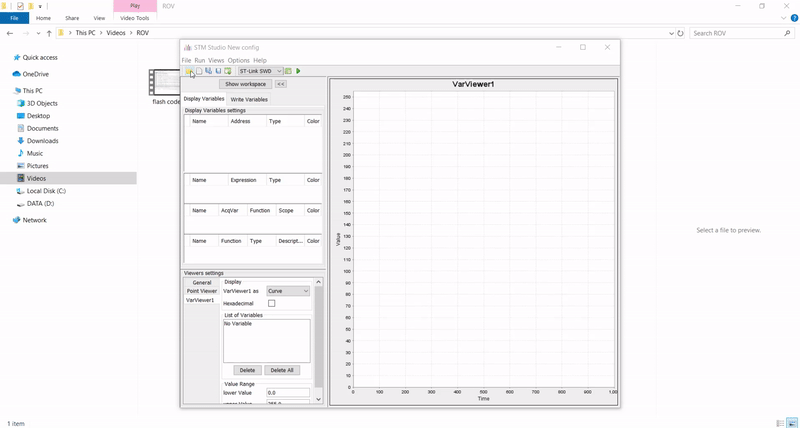 Play
ROV
File
Home
Share
View
Video Tools
This PC
Videos
ROV
Search ROV
Quick access
OneDrive
This PC
3D Objects
Desktop
Documents
Downloads
Music
Pictures
Videos
Local Disk (C:)
DATA (D:)
Network
flash code
STM Studio New config
File Run Views Options Help
ST-Link SWD
Show workspace
<<
Display Variables
Write Variables
Display Variables settings
Name Address Type Color
Name Expression Type Color
Name AcqVar Function Scope Color
Name Function Type Descript... Color
Viewers settings
General
Point Viewer
VarViewer1
Display
VarViewer1 as
Curve
Hexadecimal
List of Variables
No Variable
Delete
Delete All
Value Range
lower Value
0.0
VarViewer1
250
240
230
220
210
200
190
180
170
160
150
140
130
120
110
100
90
80
70
60
50
40
30
20
10
0
Value
0 100 200 300 400 500 600 700 800 900 1,00
Time
Select a file to preview.
1 item